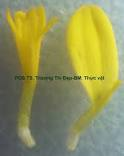 PGS.TS. Trương Thị Đẹp-BM. Thực vật